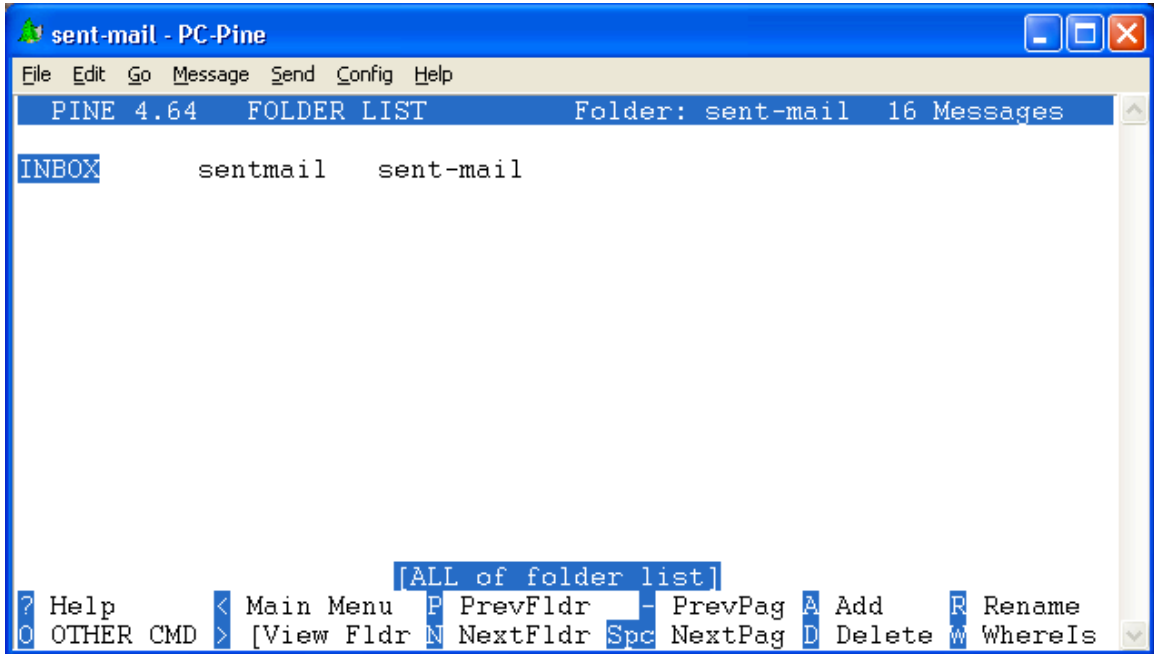 sent-mail - PC-Pine
File Edit Go Message Send Config Help
PINE 4.64 FOLDER LIST Folder: sent-mail 16 Messages
INBOX sentmail sent-mail
[ALL of folder list]
? Help < Main Menu P PrevFldr - PrevPag A Add R Rename
O OTHER CMD > [View Fldr N NextFldr Spc NextPag D Delete W WhereIs